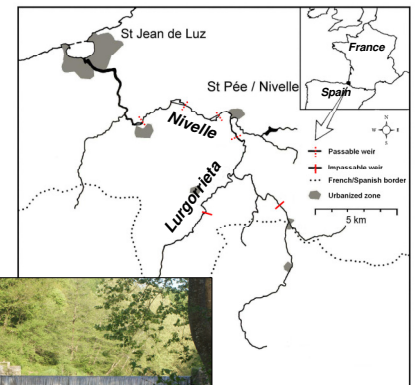 St Jean de Luz
France
St Pée / Nivelle
Spain
Nivelle
N
W
E
S
Passable weir
Impassable weir
Lurgorrieta
French/Spanish border
Urbanized zone
5 km